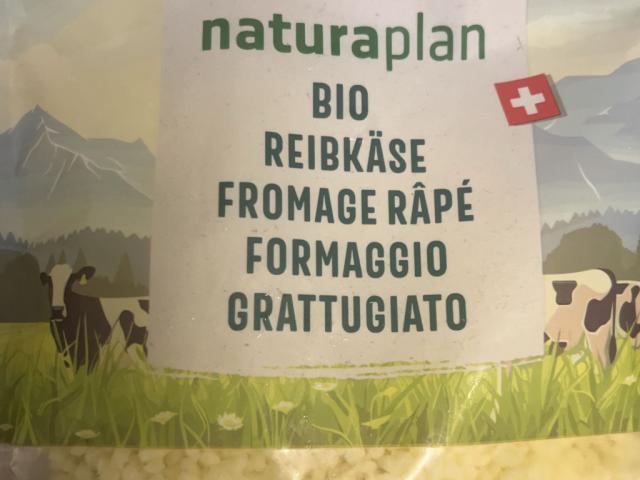 naturaplan
BIO
REIBKÄSE
FROMAGE RÂPÉ
FORMAGGIO
GRATTUGIATO